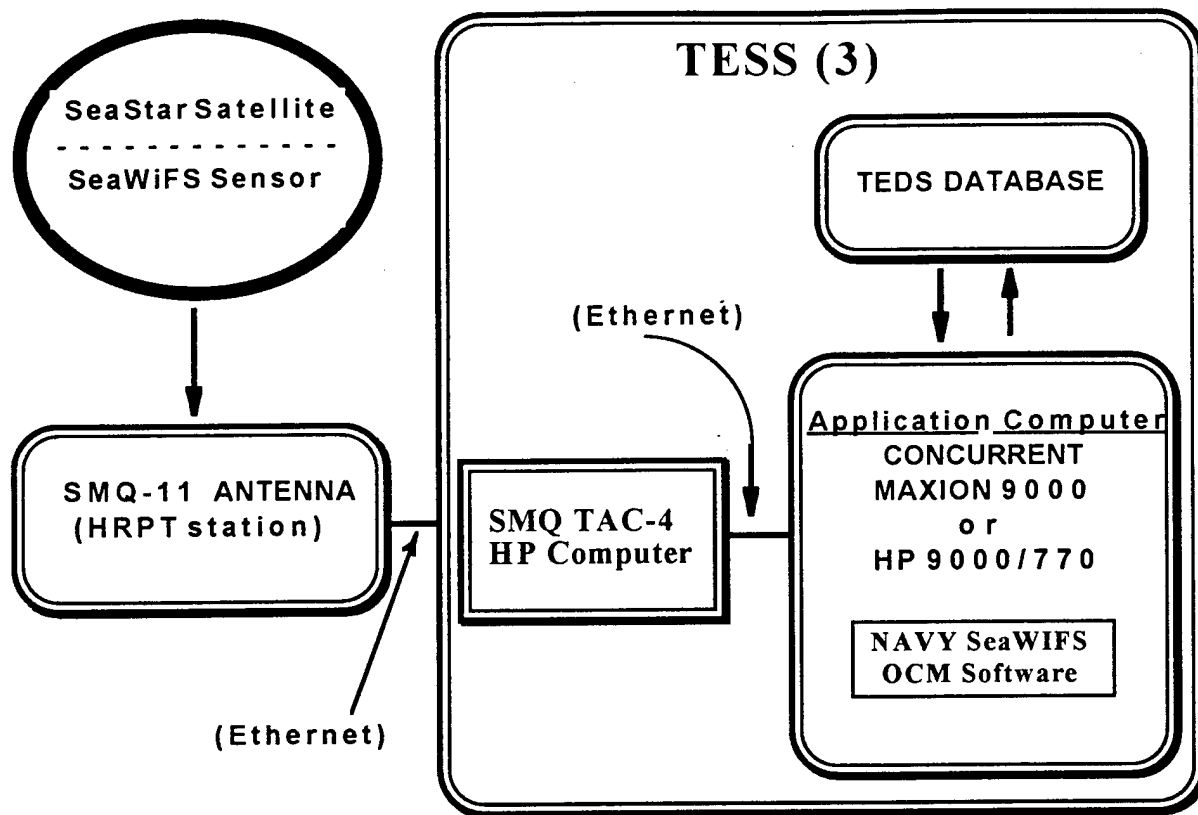 SeaStar Satellite
SeaWiFS Sensor
SMQ-11 ANTENNA
(HRPT station)
(Ethernet)
TESS (3)
TEDS DATABASE
(Ethernet)
SMQ TAC-4
HP Computer
Application Computer
CONCURRENT
MAXION 9000
or
HP 9000/770
NAVY SeaWIFS
OCM Software